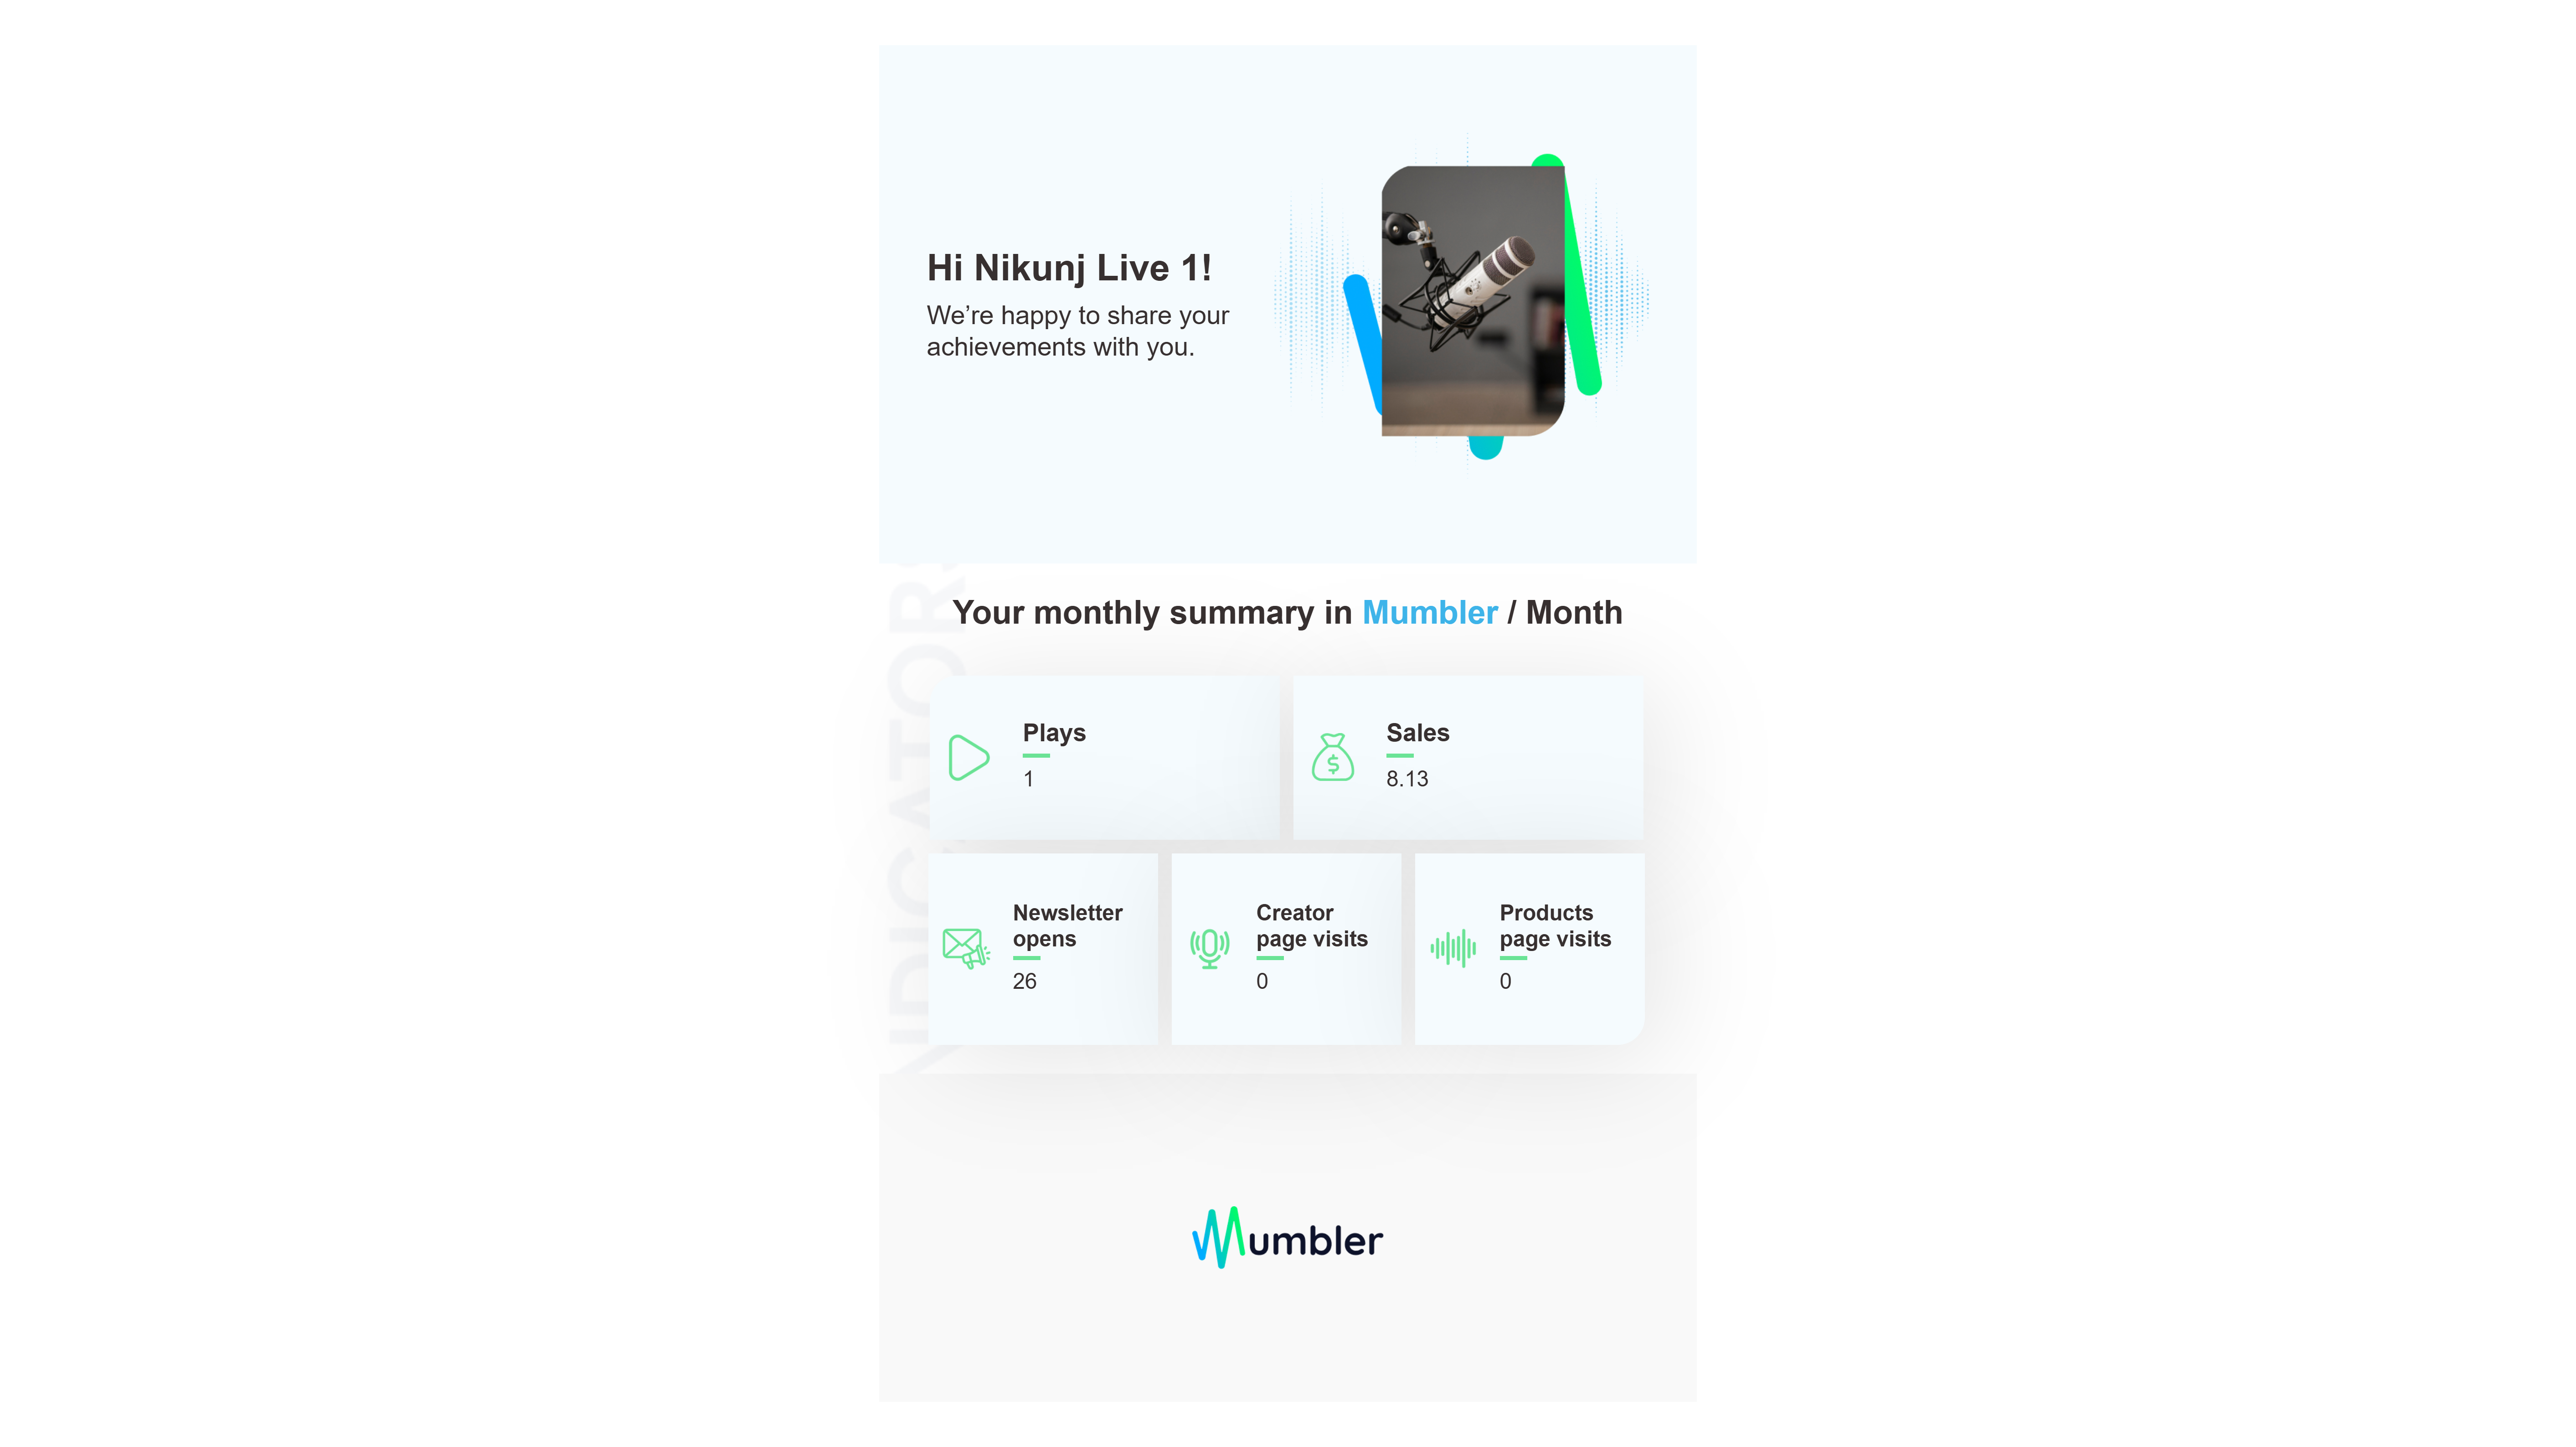 Hi Nikunj Live 1!
We’re happy to share your
achievements with you.
Your monthly summary in Mumbler / Month
Plays
1
Sales
8.13
Newsletter
opens
26
Creator
page visits
0
Products
page visits
0
Mumbler